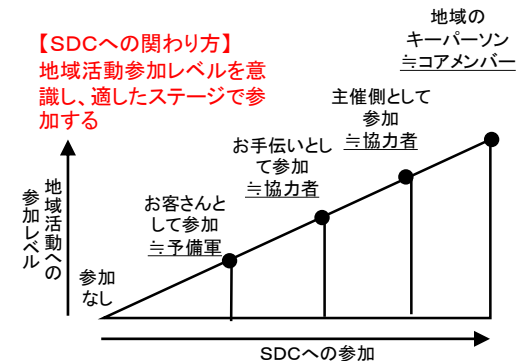 【SDCへの関わり方】
地域活動参加レベルを意
識し、適したステージで参
加する
地域の
キーパーソン
≒コアメンバー
主催側として
参加
≒協力者
お手伝いとし
て参加
≒協力者
お客さんと
して参加
≒予備軍
参加
なし
地域活動への
参加レベル
SDCへの参加